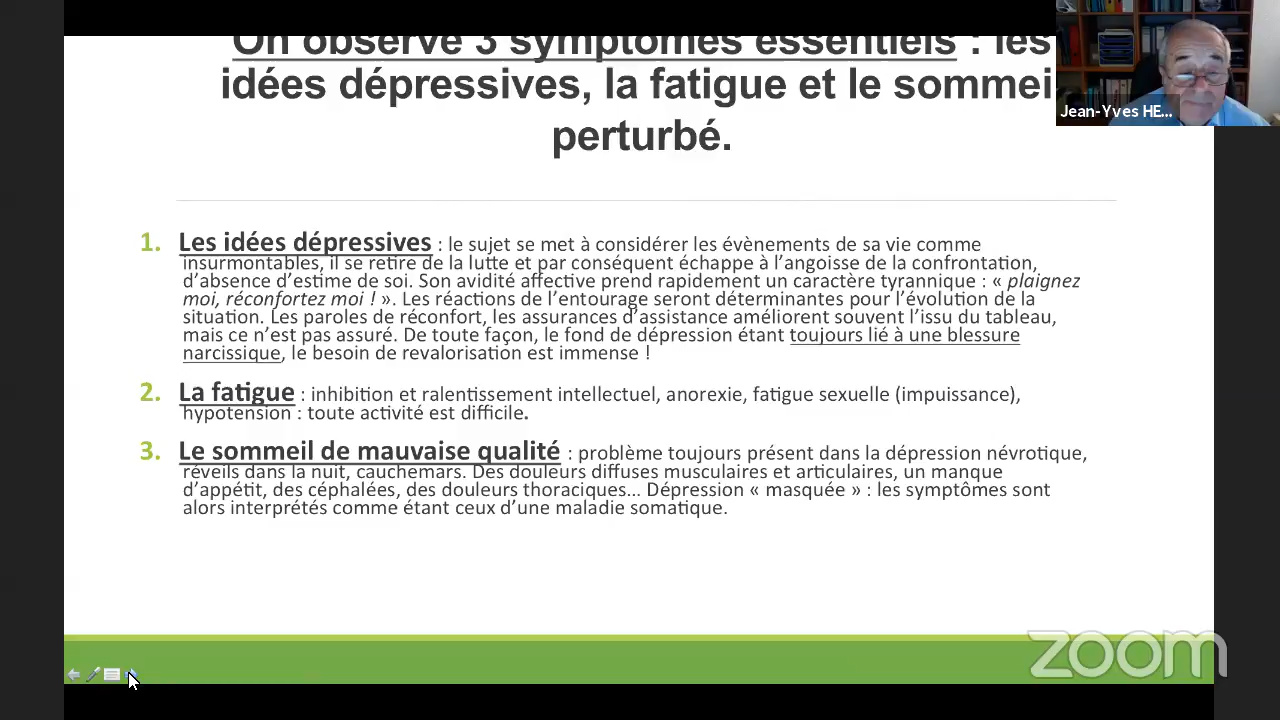 On observe 3 symptômes essentiels : les
idées dépressives, la fatigue et le sommei
perturbé.
Jean-Yves HE...
1. Les idées dépressives : le sujet se met à considérer les évènements de sa vie comme
insurmontables, il se retire de la lutte et par conséquent échappe à l'angoisse de la confrontation,
d'absence d'estime de soi. Son avidité affective prend rapidement un caractère tyrannique : « plaignez
moi, réconfortez moi ! ». Les réactions de l'entourage seront déterminantes pour l'évolution de la
situation. Les paroles de réconfort, les assurances d'assistance améliorent souvent l'issu du tableau,
mais ce n'est pas assuré. De toute façon, le fond de dépression étant toujours lié à une blessure
narcissique, le besoin de revalorisation est immense !
2. La fatigue : inhibition et ralentissement intellectuel, anorexie, fatigue sexuelle (impuissance),
hypotension : toute activité est difficile.
3. Le sommeil de mauvaise qualité : problème toujours présent dans la dépression névrotique,
réveils dans la nuit, cauchemars. Des douleurs diffuses musculaires et articulaires, un manque
d'appétit, des céphalées, des douleurs thoraciques... Dépression « masquée » : les symptômes sont
alors interprétés comme étant ceux d'une maladie somatique.
zoom